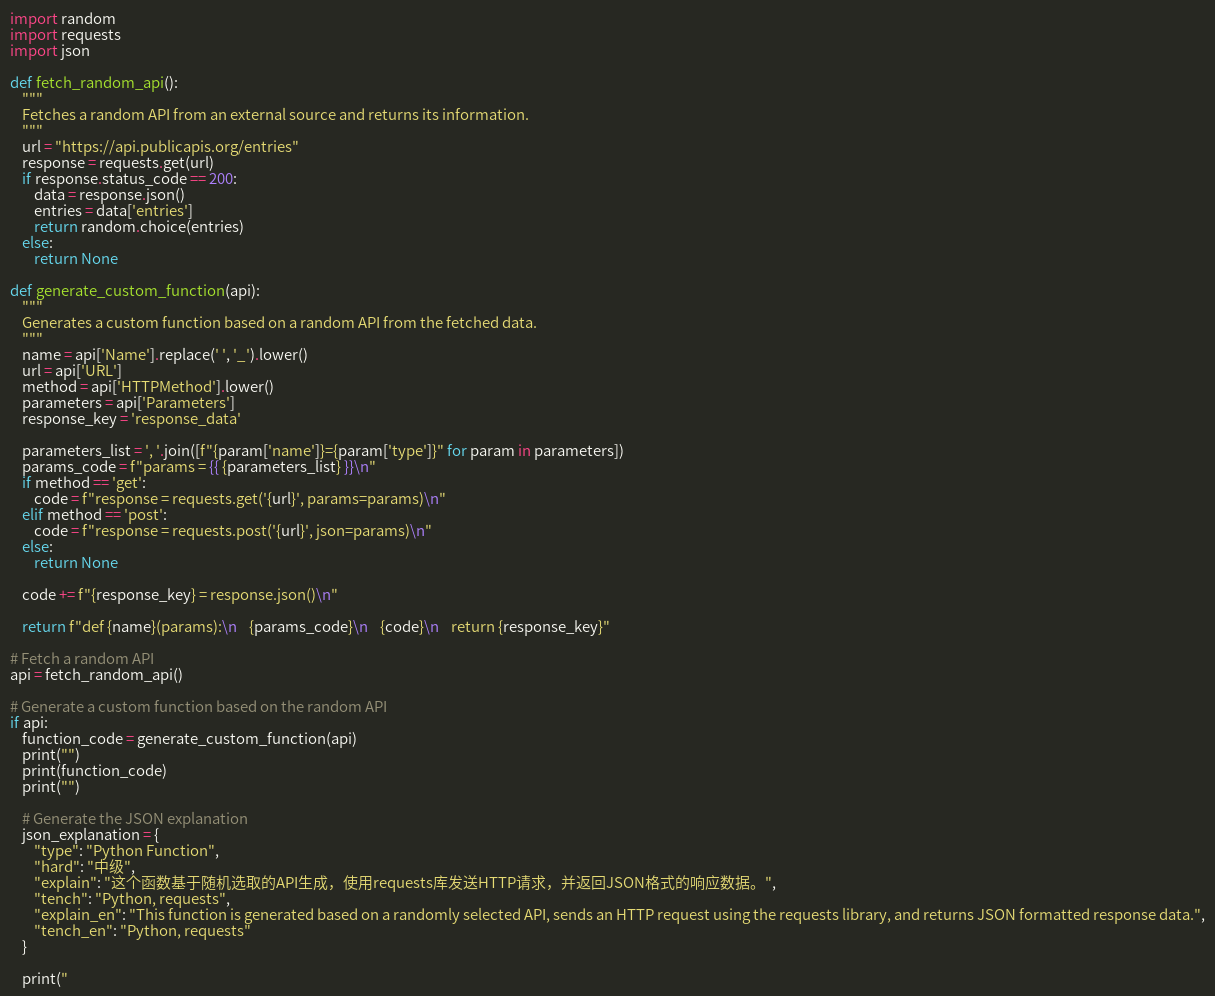 import random
import requests
import json

def fetch_random_api():
    """
    Fetches a random API from an external source and returns its information.
    """
    url = "https://api.publicapis.org/entries"
    response = requests.get(url)
    if response.status_code == 200:
        data = response.json()
        entries = data['entries']
        return random.choice(entries)
    else:
        return None

def generate_custom_function(api):
    """
    Generates a custom function based on a random API from the fetched data.
    """
    name = api['Name'].replace(' ', '_').lower()
    url = api['URL']
    method = api['HTTPMethod'].lower()
    parameters = api['Parameters']
    response_key = 'response_data'

    parameters_list = ', '.join([f"{param['name']}={param['type']}" for param in parameters])
    params_code = f"params = {{ {parameters_list} }}\n"
    if method == 'get':
        code = f"response = requests.get('{url}', params=params)\n"
    elif method == 'post':
        code = f"response = requests.post('{url}', json=params)\n"
    else:
        return None

    code += f"{response_key} = response.json()\n"

    return f"def {name}(params):\n    {params_code}\n    {code}\n    return {response_key}"

# Fetch a random API
api = fetch_random_api()

# Generate a custom function based on the random API
if api:
    function_code = generate_custom_function(api)
    print("")
    print(function_code)
    print("")

    # Generate the JSON explanation
    json_explanation = {
        "type": "Python Function",
        "hard": "中级",
        "explain": "这个函数基于随机选取的API生成，使用requests库发送HTTP请求，并返回JSON格式的响应数据。",
        "tench": "Python, requests",
        "explain_en": "This function is generated based on a randomly selected API, sends an HTTP request using the requests library, and returns JSON formatted response data.",
        "tench_en": "Python, requests"
    }

    print("